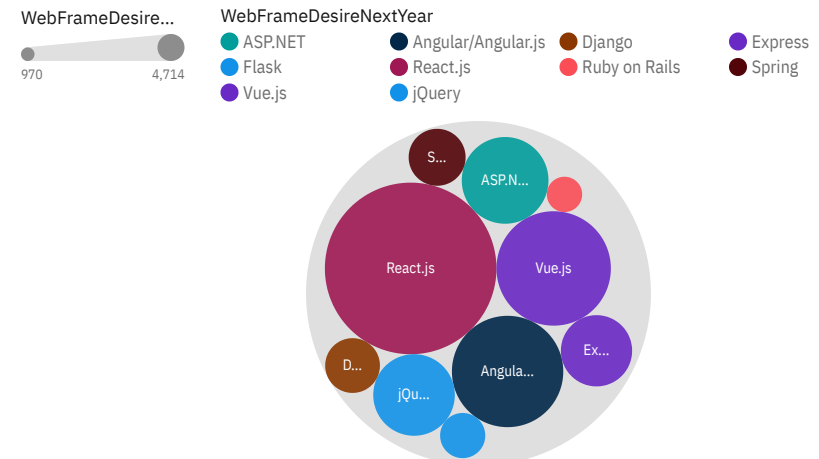 WebFrameDesire...
970 4,714
WebFrameDesireNextYear
ASP.NET Angular/Angular.js Django Express
Flask React.js Ruby on Rails Spring
Vue.js jQuery
S...
ASP.N...
React.js
Vue.js
Ex...
D...
Angula...
jQu...